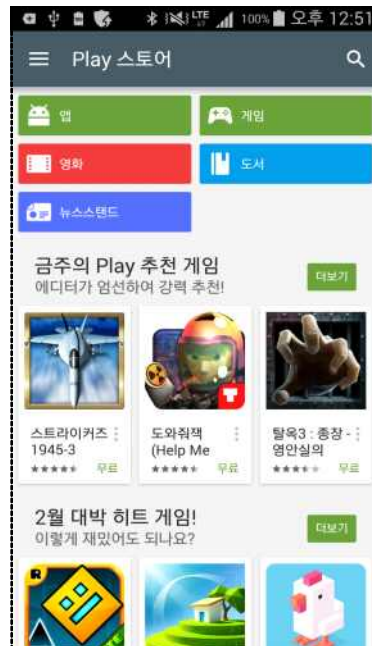 LTE
100%
오후 12:51
Play 스토어
앱
게임
영화
도서
뉴스스탠드
금주의 Play 추천 게임
에디터가 엄선하여 강력 추천!
더보기
스트라이커즈
1945-3
무료
도와줘잭
(Help Me
무료
탈옥3 : 종장 -
영안실의
무료
2월 대박 히트 게임!
이렇게 재밌어도 되나요?
더보기